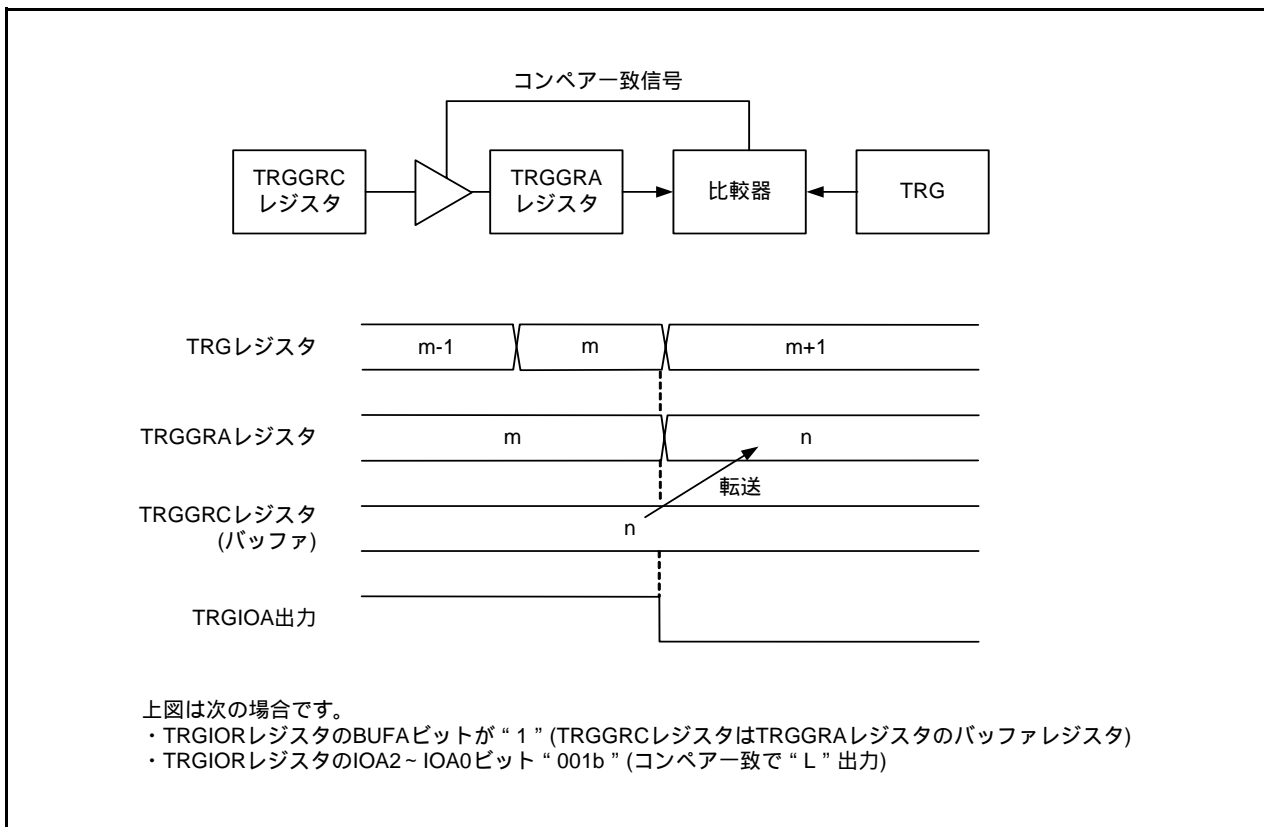 コンペア一致信号
TRGGRC
レジスタ
TRGGRA
レジスタ
比較器
TRG
TRGレジスタ
m-1
m
m+1
TRGGRAレジスタ
m
n
転送
TRGGRCレジスタ
(バッファ)
n
TRGIOA出力
上図は次の場合です。
・TRGIORレジスタのBUFAビットが“1”(TRGGRCレジスタはTRGGRAレジスタのバッファレジスタ)
・TRGIORレジスタのIOA2~IOA0ビット“001b”(コンペア一致で“L”出力)